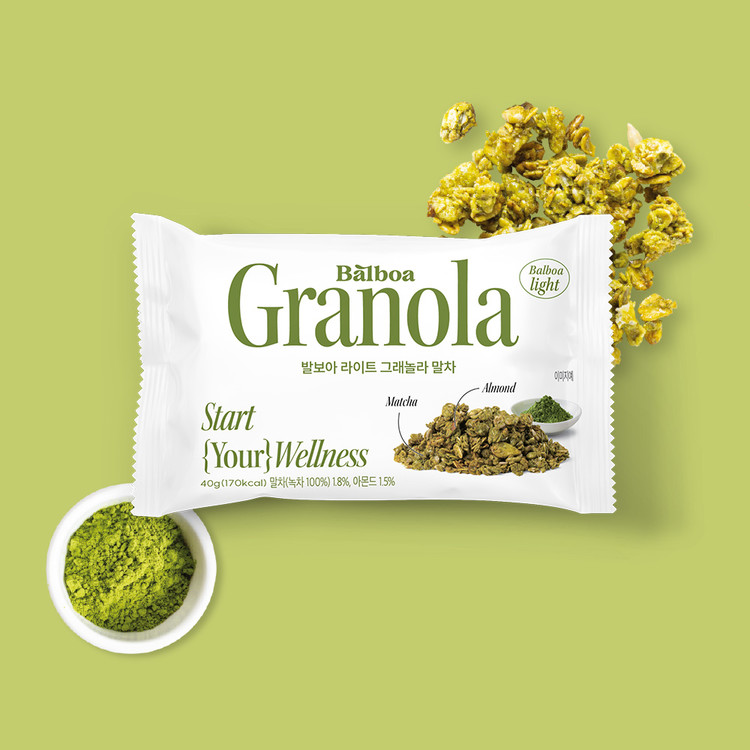 Balboa
Granola
Balboa
light
발보아 라이트 그래놀라 말차
이미지예
Matcha
Almond
Start
{Your} Wellness
40g(170kcal) 말차(녹차 100%) 1.8%, 아몬드 1.5%